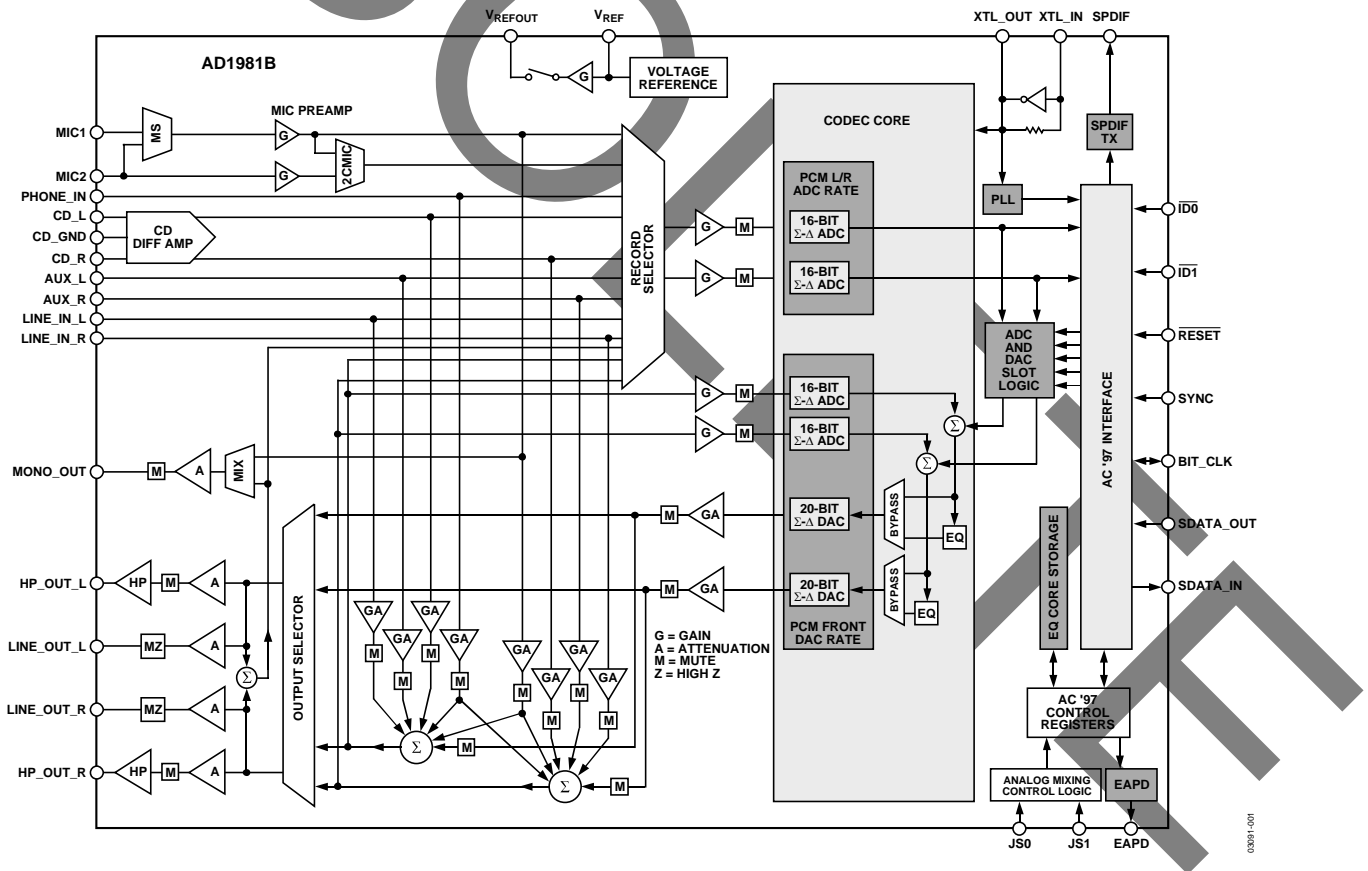 V_REFOUT
V_REF
XTL_OUT
XTL_IN
SPDIF
AD1981B
VOLTAGE
REFERENCE
G
CODEC CORE
MIC PREAMP
MIC1
MS
G
MIC2
G
2CMIC
SPDIF
TX
PHONE_IN
CD_L
CD_GND
CD_R
CD
DIFF AMP
AUX_L
AUX_R
LINE_IN_L
LINE_IN_R
RECORD
SELECTOR
G
M
G
M
PCM L/R
ADC RATE
16-BIT
Σ-Δ ADC
16-BIT
Σ-Δ ADC
PLL
ID0
ID1
RESET
SYNC
BIT_CLK
SDATA_OUT
SDATA_IN
ADC
AND
DAC
SLOT
LOGIC
AC '97 INTERFACE
G
M
16-BIT
Σ-Δ ADC
G
M
16-BIT
Σ-Δ ADC
Σ
Σ
MONO_OUT
M
A
MIX
M
GA
20-BIT
Σ-Δ DAC
BYPASS
EQ
M
GA
20-BIT
Σ-Δ DAC
BYPASS
EQ
PCM FRONT
DAC RATE
EQ CORE STORAGE
HP_OUT_L
HP
M
A
LINE_OUT_L
MZ
A
Σ
LINE_OUT_R
MZ
A
HP_OUT_R
HP
M
A
OUTPUT SELECTOR
GA
GA
GA
GA
GA
GA
GA
GA
M
M
M
M
M
M
M
M
Σ
M
Σ
M
G = GAIN
A = ATTENUATION
M = MUTE
Z = HIGH Z
AC '97
CONTROL
REGISTERS
ANALOG MIXING
CONTROL LOGIC
EAPD
JS0
JS1
EAPD
03091-001